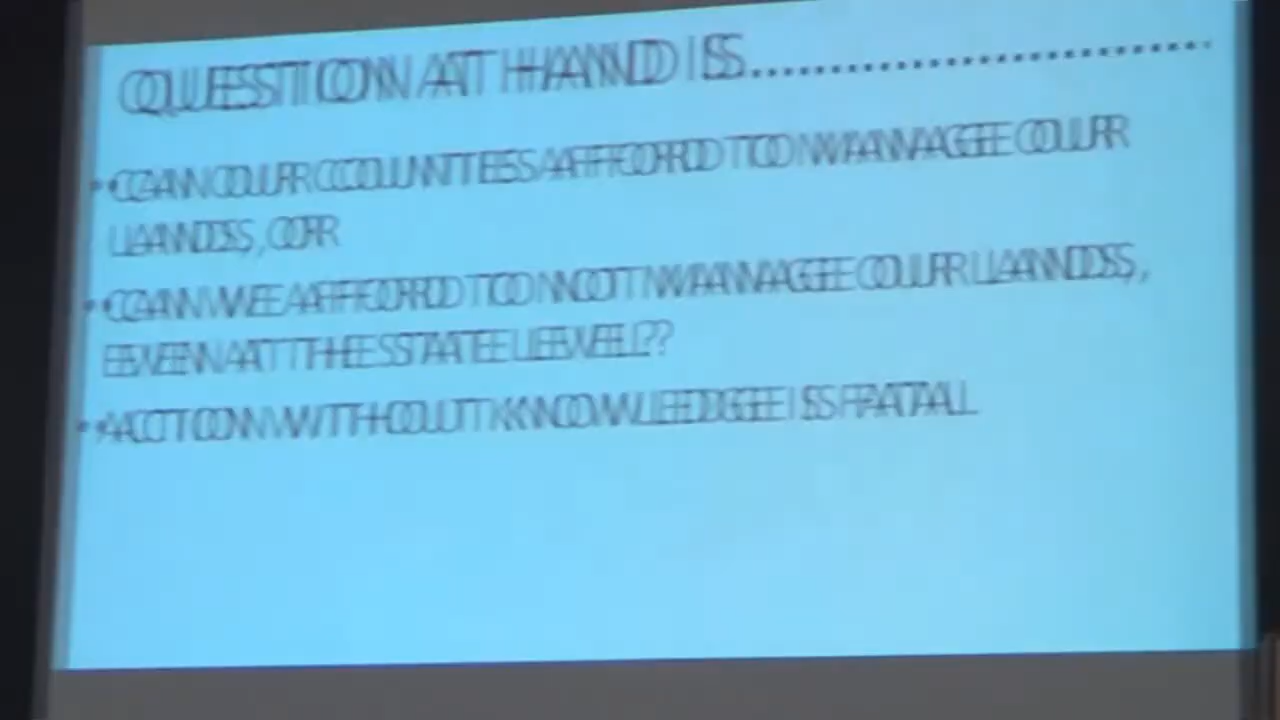 QUESTION AT HAND IS..............................
• CAN OUR COUNTIES AFFORD TO MANAGE OUR
LANDS, OR
• CAN WE AFFORD TO NOT MANAGE OUR LANDS,
EVEN AT THE STATE LEVEL?
• ACTION WITHOUT KNOWLEDGE IS FATAL